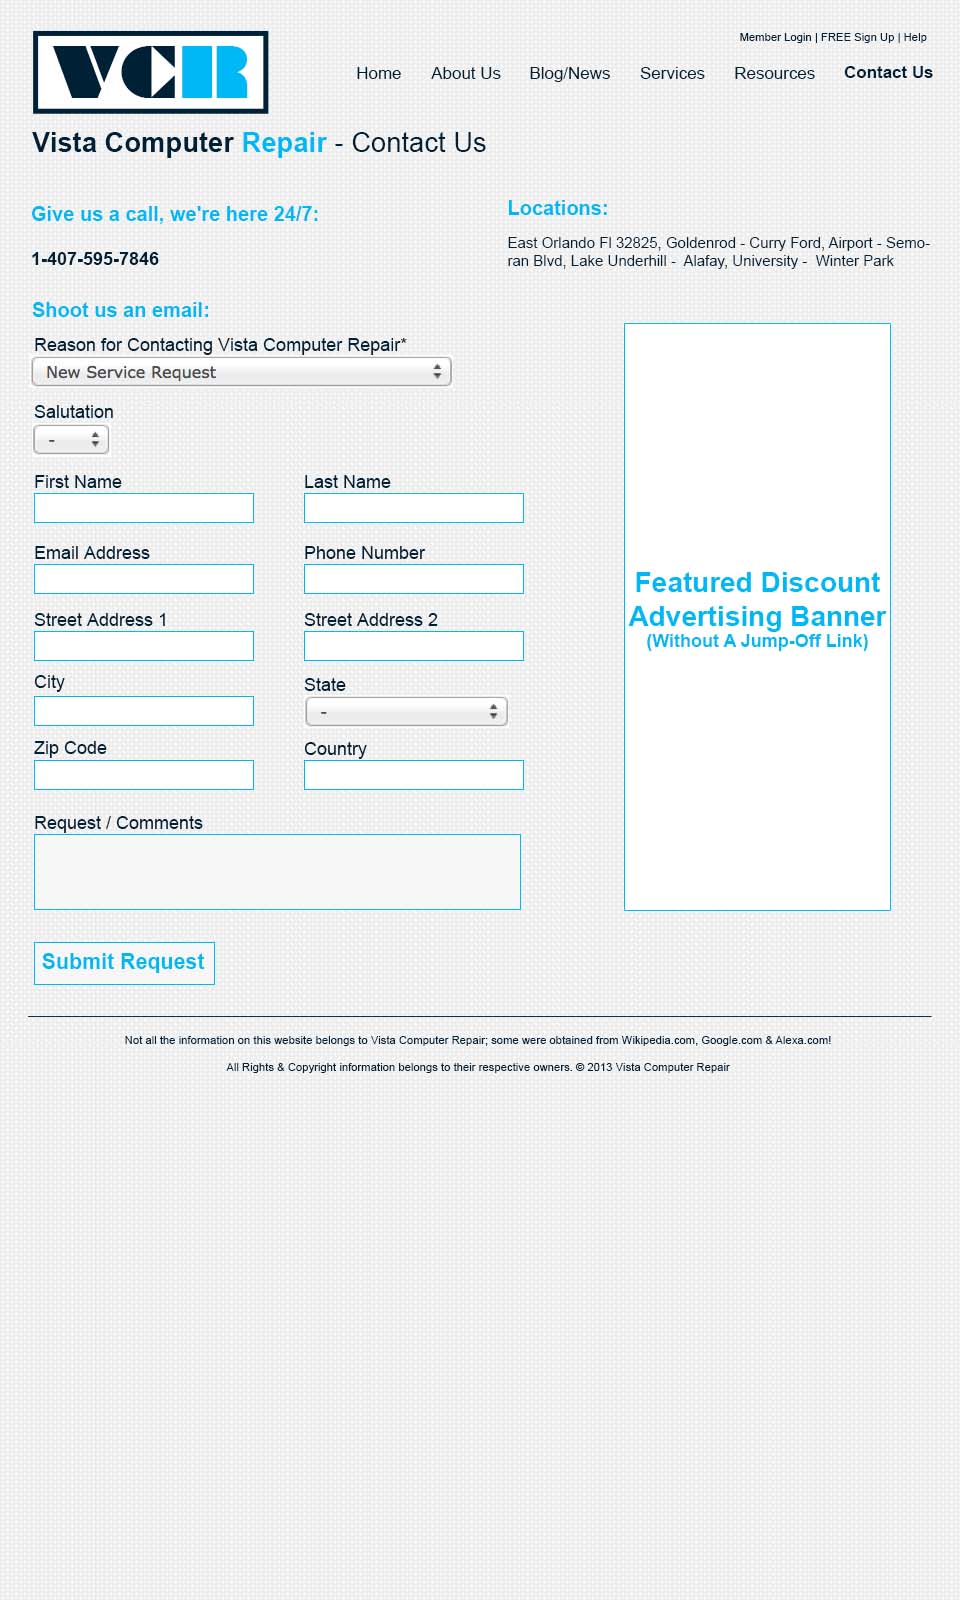 VCR
Member Login | FREE Sign Up | Help
Home About Us Blog/News Services Resources Contact Us
Vista Computer Repair - Contact Us
Give us a call, we're here 24/7:
1-407-595-7846
Locations:
East Orlando Fl 32825, Goldenrod - Curry Ford, Airport - Semo-
ran Blvd, Lake Underhill - Alafay, University - Winter Park
Shoot us an email:
Reason for Contacting Vista Computer Repair*
New Service Request
Salutation
-
First Name
Last Name
Email Address
Phone Number
Street Address 1
Street Address 2
City
State
-
Zip Code
Country
Request / Comments
Submit Request
Featured Discount
Advertising Banner
(Without A Jump-Off Link)
Not all the information on this website belongs to Vista Computer Repair; some were obtained from Wikipedia.com, Google.com & Alexa.com!
All Rights & Copyright information belongs to their respective owners. © 2013 Vista Computer Repair